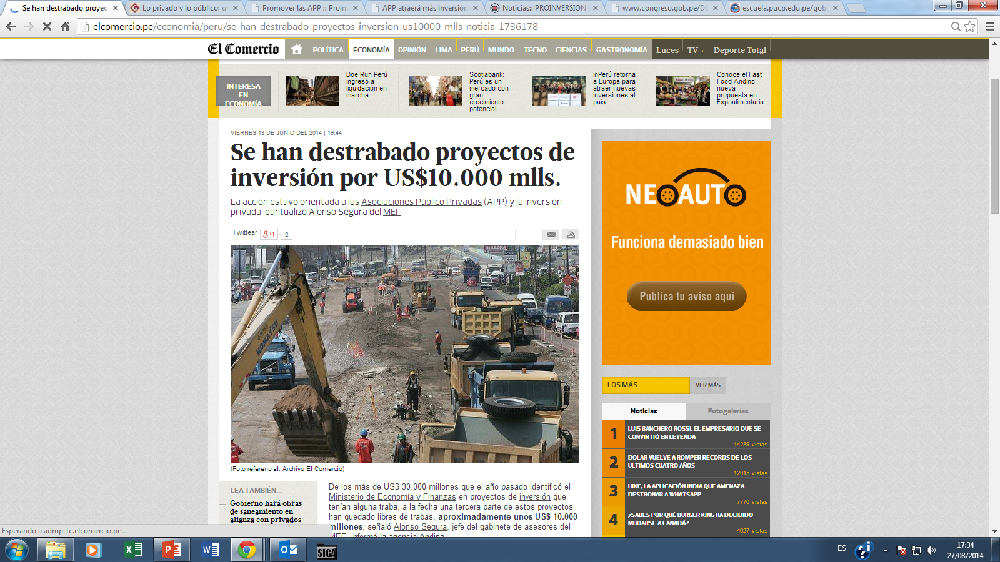 Se han destrabado proyec
Lo privado y lo público: u
Promover las APP :: Proin
APP atraerá más inversión
Noticias:: PROINVERSION
www.congreso.gob.pe/DC
escuela.pucp.edu.pe/gobi
elcomercio.pe/economia/peru/se-han-destrabado-proyectos-inversion-us10000-mlls-noticia-1736178
El Comercio
POLÍTICA
ECONOMÍA
OPINIÓN
LIMA
PERÚ
MUNDO
TECNO
CIENCIAS
GASTRONOMÍA
Luces
TV
Deporte Total
INTERESA
EN
ECONOMÍA
Doe Run Perú
ingresó a
liquidación en
marcha
Scotiabank:
Perú es un
mercado con
gran
crecimiento
potencial
inPerú retorna
a Europa para
atraer nuevas
inversiones al
país
Conoce el Fast
Food Andino,
nueva
propuesta en
Expoalimentaria
VIERNES 13 DE JUNIO DEL 2014 | 19:44
Se han destrabado proyectos de
inversión por US$10.000 mlls.
La acción estuvo orientada a las Asociaciones Público Privadas (APP) y la inversión
privada, puntualizó Alonso Segura del MEF
Twittear
g+1
2
KOMATSU
(Foto referencial: Archivo El Comercio)
LEA TAMBIÉN...
Gobierno hará obras
de saneamiento en
alianza con privados
De los más de US$ 30.000 millones que el año pasado identificó el
Ministerio de Economía y Finanzas en proyectos de inversión que
tenían alguna traba, a la fecha una tercera parte de estos proyectos
han quedado libres de trabas, aproximadamente unos US$ 10.000
millones, señaló Alonso Segura, jefe del gabinete de asesores del
MEF, informó la agencia Andina.
NEOAUTO
Funciona demasiado bien
Publica tu aviso aquí
LOS MÁS...
VER MÁS
Noticias
Fotogalerías
1
LUIS BANCHERO ROSSI, EL EMPRESARIO QUE SE
CONVIRTIÓ EN LEYENDA
14239 vistas
2
DÓLAR VUELVE A ROMPER RÉCORDS DE LOS
ÚLTIMOS CUATRO AÑOS
12015 vistas
3
HIKE, LA APLICACIÓN INDIA QUE AMENAZA
DESTRONAR A WHATSAPP
7770 vistas
4
¿SABES POR QUÉ BURGER KING HA DECIDIDO
MUDARSE A CANADÁ?
4627 vistas
Esperando a admp-tc.elcomercio.pe...
SIGA
ES
17:34
27/08/2014